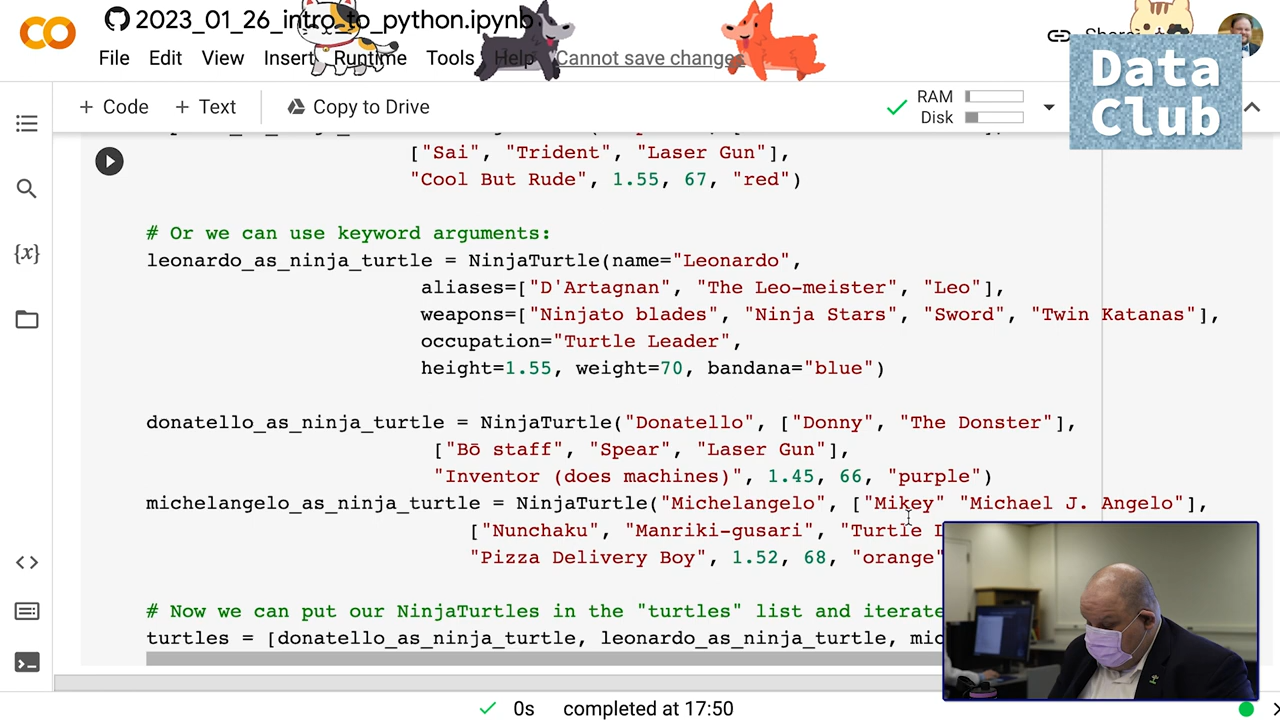 2023_01_26_intro_to_python.ipynb
File Edit View Insert Runtime Tools Help Cannot save changes
Share
Data
Club
+ Code + Text Copy to Drive
RAM
Disk
["Sai", "Trident", "Laser Gun"],
"Cool But Rude", 1.55, 67, "red")
# Or we can use keyword arguments:
leonardo_as_ninja_turtle = NinjaTurtle(name="Leonardo",
aliases=["D'Artagnan", "The Leo-meister", "Leo"],
weapons=["Ninjato blades", "Ninja Stars", "Sword", "Twin Katanas"],
occupation="Turtle Leader",
height=1.55, weight=70, bandana="blue")
donatello_as_ninja_turtle = NinjaTurtle("Donatello", ["Donny", "The Donster"],
["Bō staff", "Spear", "Laser Gun"],
"Inventor (does machines)", 1.45, 66, "purple")
michelangelo_as_ninja_turtle = NinjaTurtle("Michelangelo", ["Mikey" "Michael J. Angelo"],
["Nunchaku", "Manriki-gusari", "Turtle
"Pizza Delivery Boy", 1.52, 68, "orange"
# Now we can put our NinjaTurtles in the "turtles" list and iterate
turtles = [donatello_as_ninja_turtle, leonardo_as_ninja_turtle, mic
{x}
0s completed at 17:50